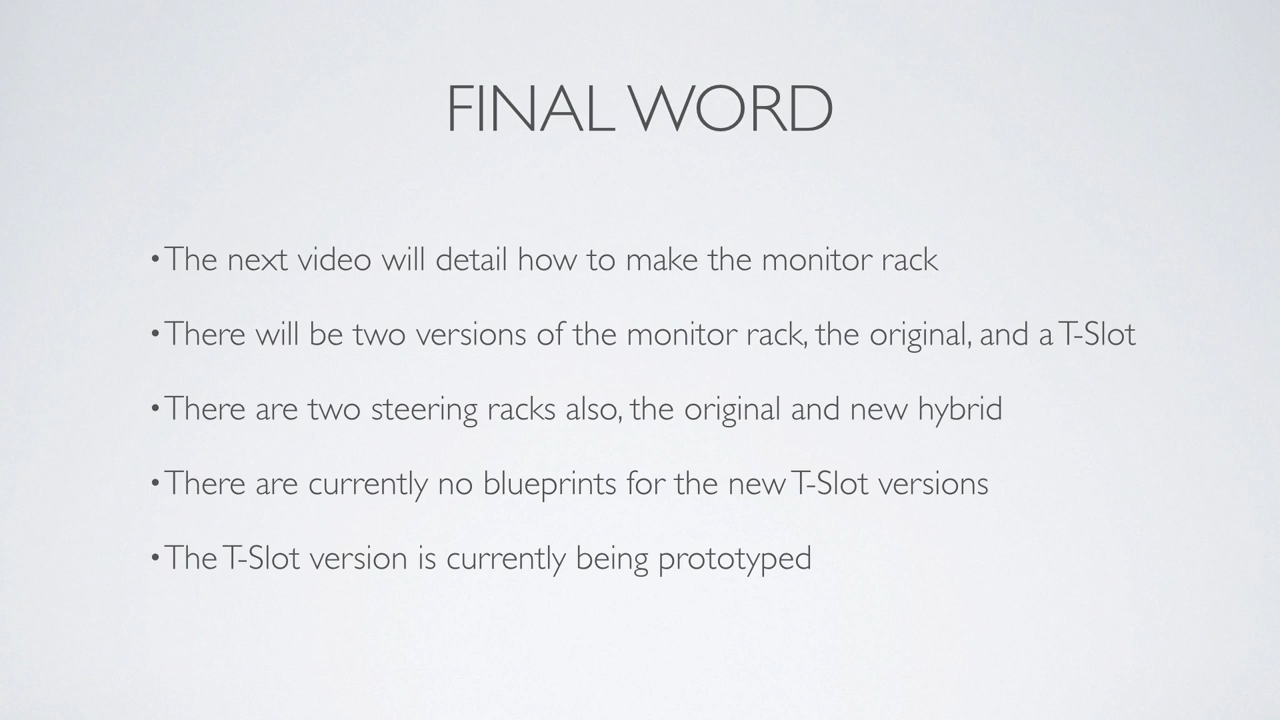 FINAL WORD
• The next video will detail how to make the monitor rack
• There will be two versions of the monitor rack, the original, and a T-Slot
• There are two steering racks also, the original and new hybrid
• There are currently no blueprints for the new T-Slot versions
• The T-Slot version is currently being prototyped